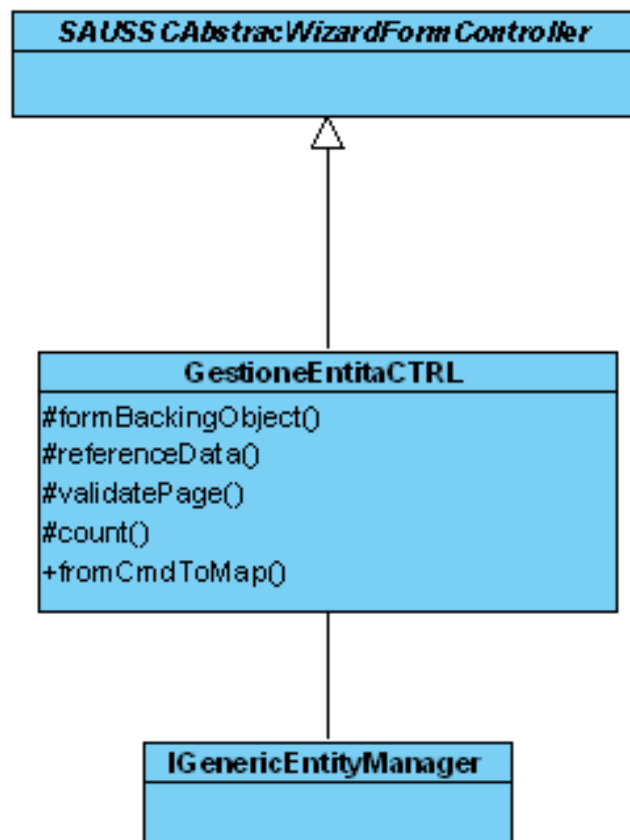 SAUSSCAbstracWizardFormController
GestioneEntitaCTRL
#formBackingObject()
#referenceData()
#validatePage()
#count()
+fromCmdToMap()
IGenericEntityManager